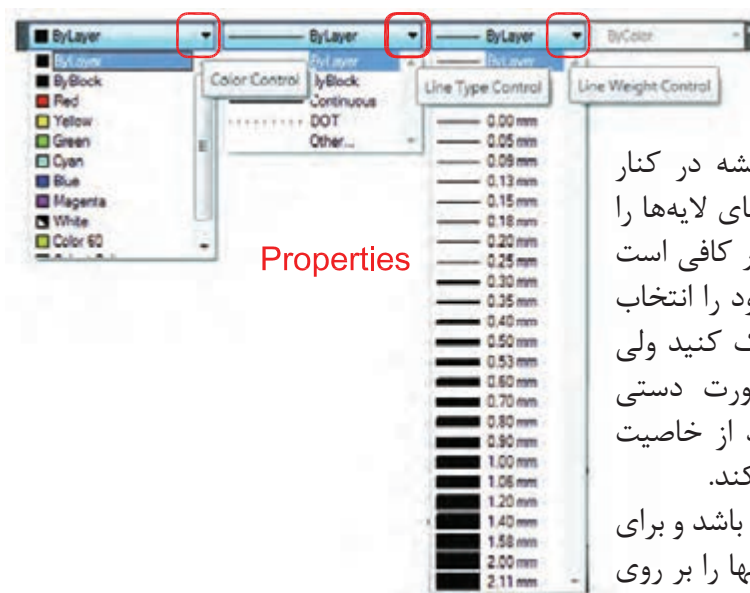 ByLayer
ByLayer
ByLayer
ByColor
ByLayer
ByBlock
Red
Yellow
Green
Cyan
Blue
Magenta
White
Color 60
Color Control
ByLayer
ByBlock
Continuous
DOT
Other...
Line Type Control
ByLayer
Line Weight Control
0.00 mm
0.05 mm
0.09 mm
0.13 mm
0.15 mm
0.18 mm
0.20 mm
0.25 mm
0.30 mm
0.35 mm
0.40 mm
0.50 mm
0.53 mm
0.60 mm
0.70 mm
0.80 mm
0.90 mm
1.00 mm
1.06 mm
1.20 mm
1.40 mm
1.58 mm
2.00 mm
2.11 mm
Properties
شه در کنار
ای لایه‌ها را
ر کافی است
ود را انتخاب
ک کنید ولی
ورت دستی
از خاصیت
کند.
باشد و برای
نها را بر روی